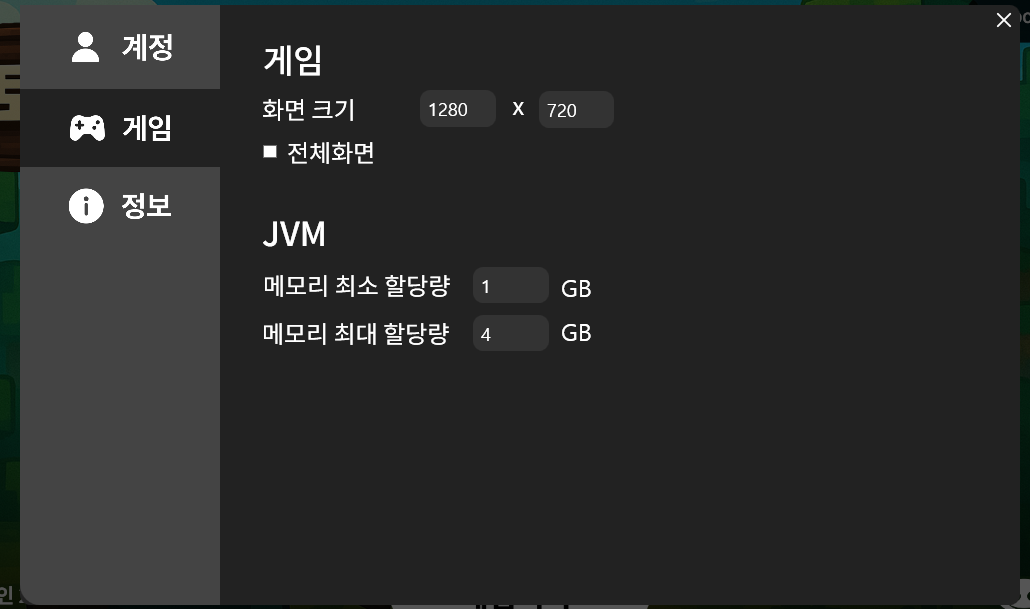 계정
게임
정보
게임
화면 크기 1280 X 720
전체화면
JVM
메모리 최소 할당량 1 GB
메모리 최대 할당량 4 GB